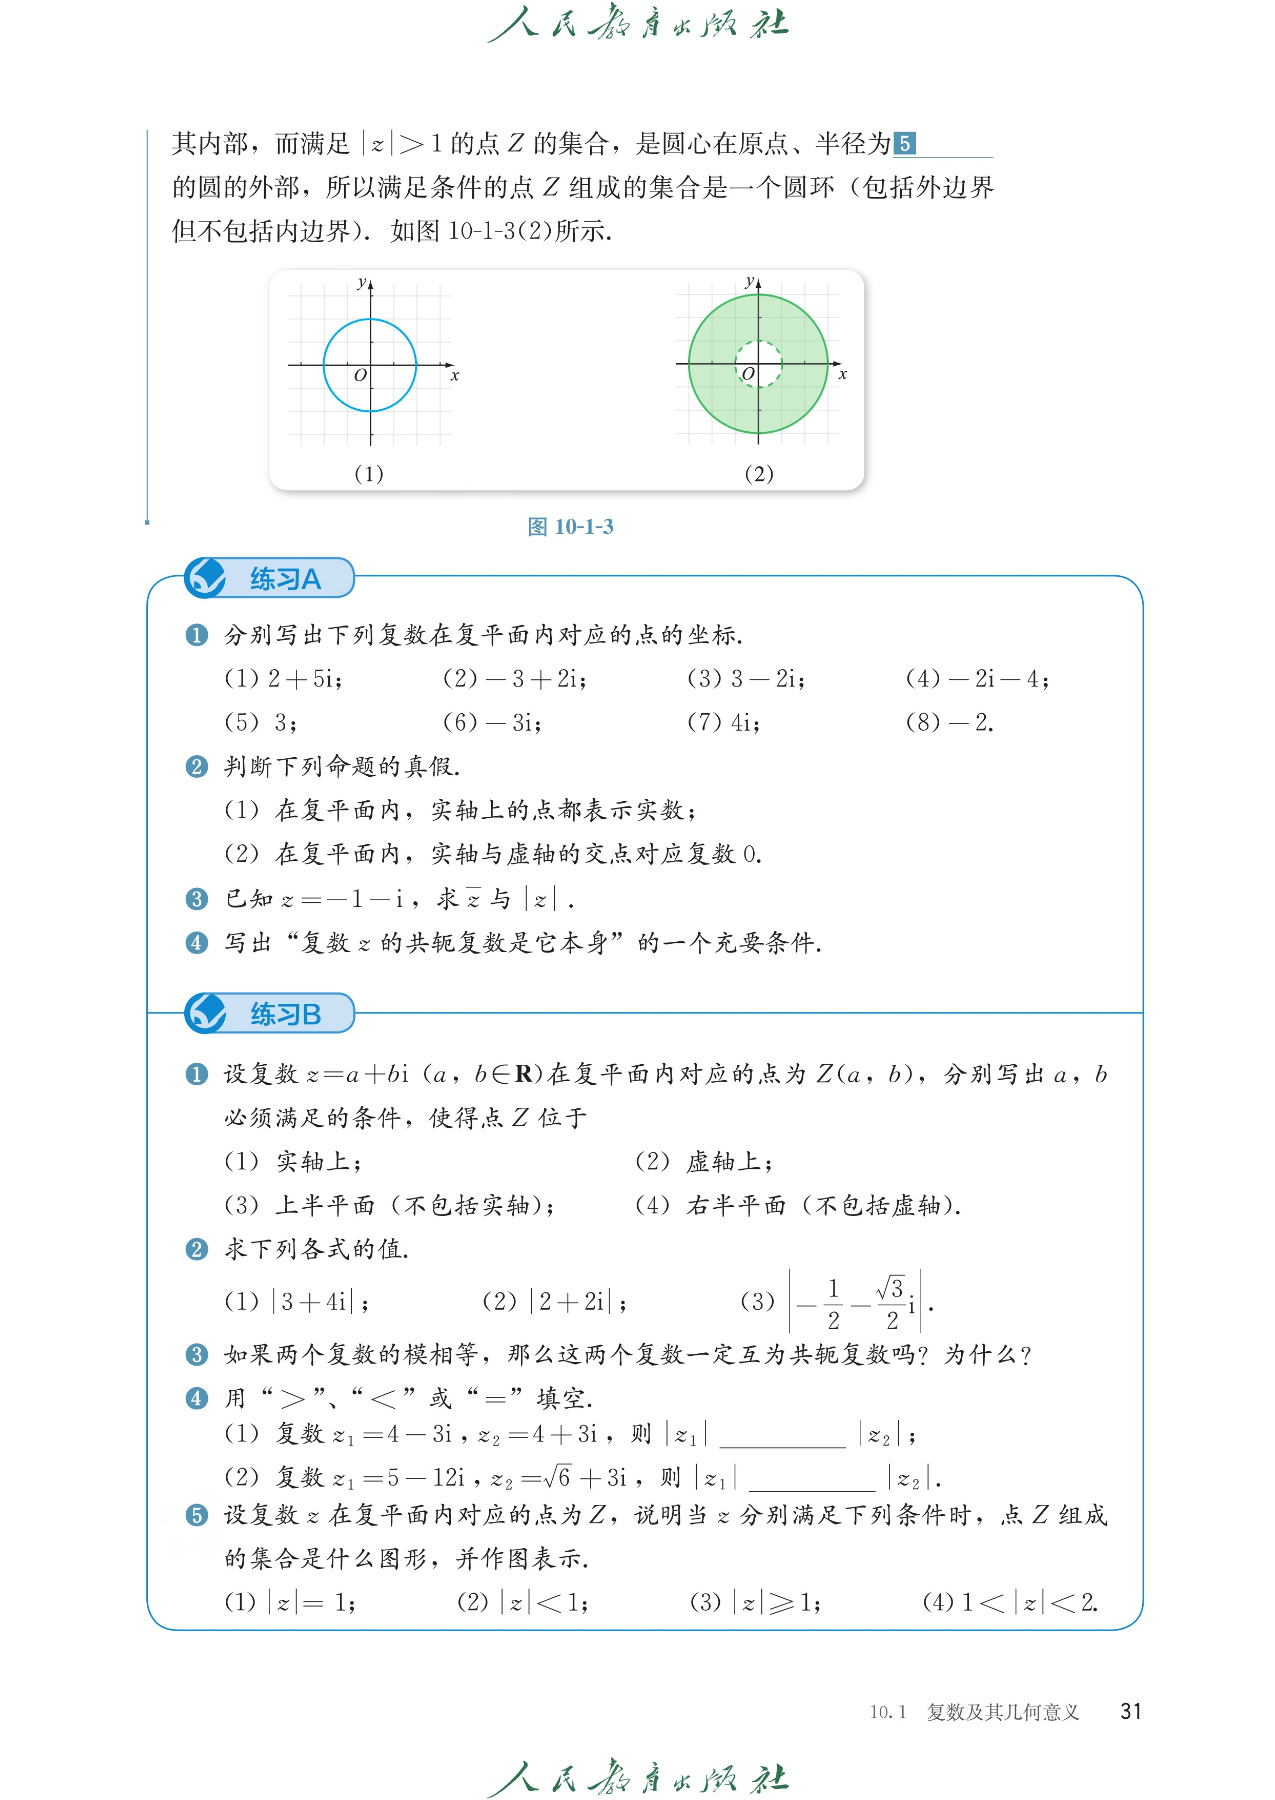 人民教育出版社
其内部，而满足 |z|＞1 的点 Z 的集合，是圆心在原点、半径为 5
的圆的外部，所以满足条件的点 Z 组成的集合是一个圆环（包括外边界
但不包括内边界）．如图 10-1-3(2)所示．
y
O
x
(1)
y
O
x
(2)
图 10-1-3
练习A
1 分别写出下列复数在复平面内对应的点的坐标．
(1) 2＋5i； (2) －3＋2i； (3) 3－2i； (4) －2i－4；
(5) 3； (6) －3i； (7) 4i； (8) －2．
2 判断下列命题的真假．
(1) 在复平面内，实轴上的点都表示实数；
(2) 在复平面内，实轴与虚轴的交点对应复数 0．
3 已知 z＝－1－i，求 z̅ 与 |z|．
4 写出“复数 z 的共轭复数是它本身”的一个充要条件．
练习B
1 设复数 z＝a＋bi（a，b∈R）在复平面内对应的点为 Z(a，b)，分别写出 a，b
必须满足的条件，使得点 Z 位于
(1) 实轴上； (2) 虚轴上；
(3) 上半平面（不包括实轴）； (4) 右半平面（不包括虚轴）．
2 求下列各式的值．
(1) |3＋4i|； (2) |2＋2i|； (3) |－1/2－√3/2 i|．
3 如果两个复数的模相等，那么这两个复数一定互为共轭复数吗？为什么？
4 用“＞”、“＜”或“＝”填空．
(1) 复数 z₁＝4－3i，z₂＝4＋3i，则 |z₁| ________ |z₂|；
(2) 复数 z₁＝5－12i，z₂＝√6＋3i，则 |z₁| ________ |z₂|．
5 设复数 z 在复平面内对应的点为 Z，说明当 z 分别满足下列条件时，点 Z 组成
的集合是什么图形，并作图表示．
(1) |z|＝1； (2) |z|＜1； (3) |z|≥1； (4) 1＜|z|＜2．
10.1 复数及其几何意义 31
人民教育出版社